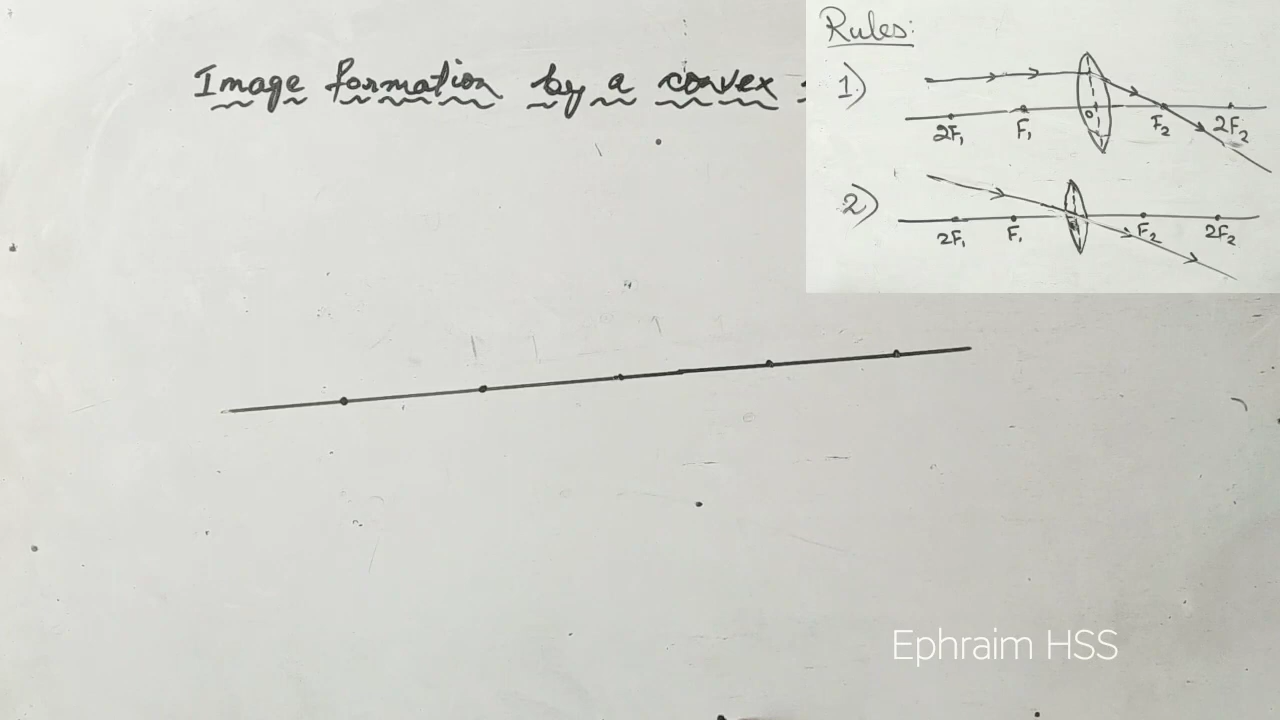 Image formation by a convex
Rules:
1)
O
2F₁ F₁ F₂ 2F₂
2)
2F₁ F₁ F₂ 2F₂
Ephraim HSS